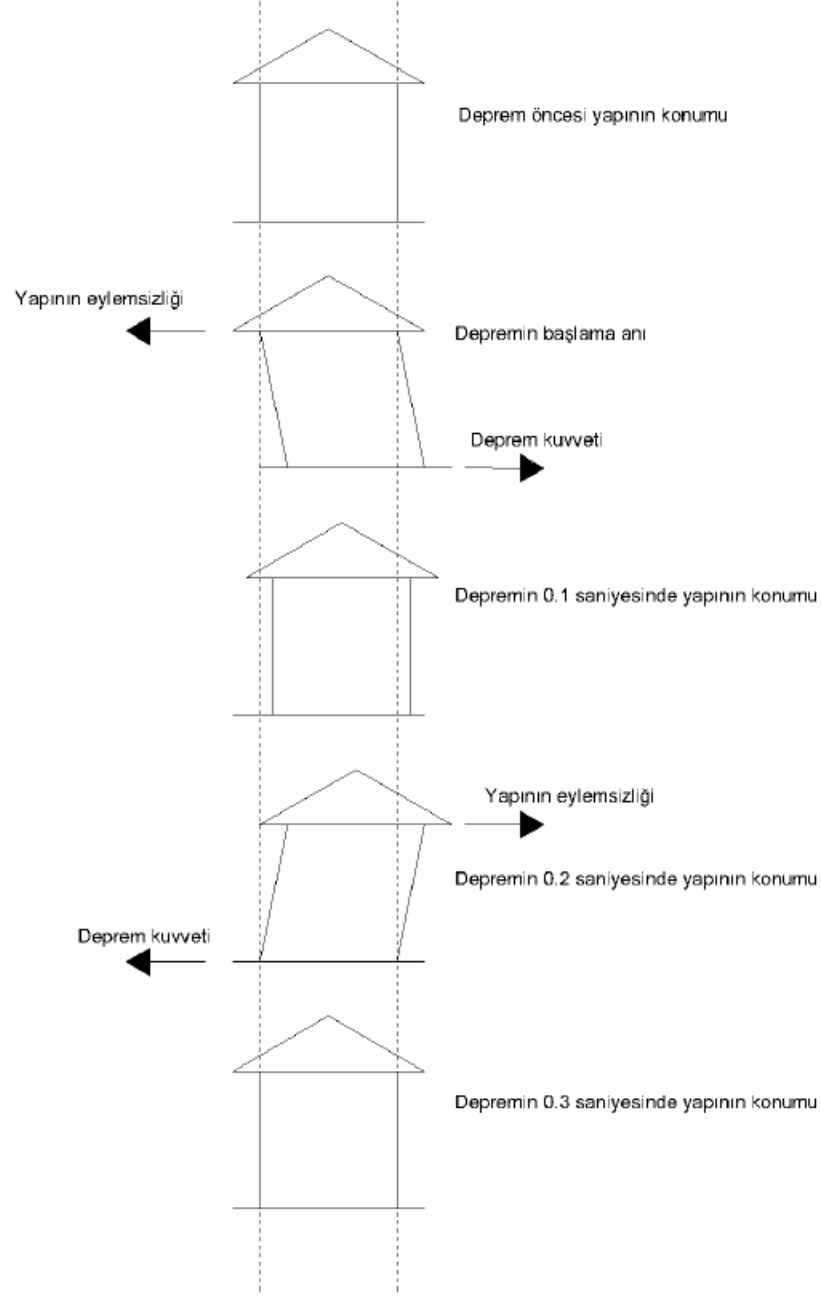 Deprem öncesi yapının konumu
Yapının eylemsizliği
Depremin başlama anı
Deprem kuvveti
Depremin 0.1 saniyesinde yapının konumu
Yapının eylemsizliği
Depremin 0.2 saniyesinde yapının konumu
Deprem kuvveti
Depremin 0.3 saniyesinde yapının konumu